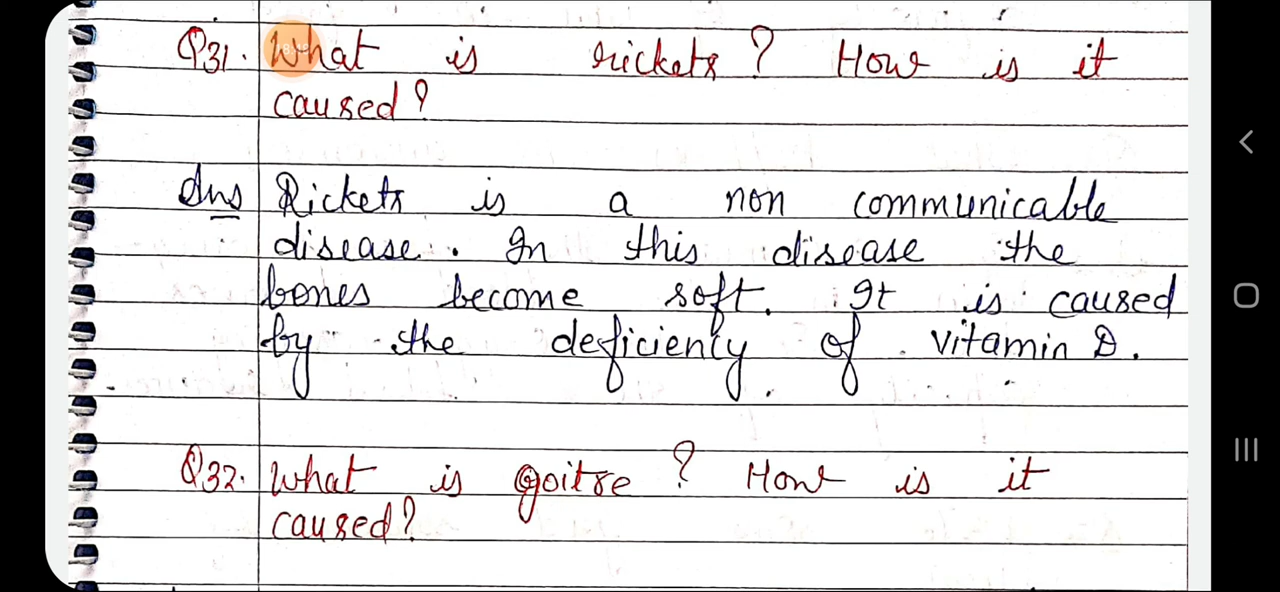 Q31. What is rickets? How is it
caused?
Ans Rickets is a non communicable
disease. In this disease the
bones become soft. It is caused
by the deficiency of vitamin D.
Q32. What is goitre? How is it
caused?